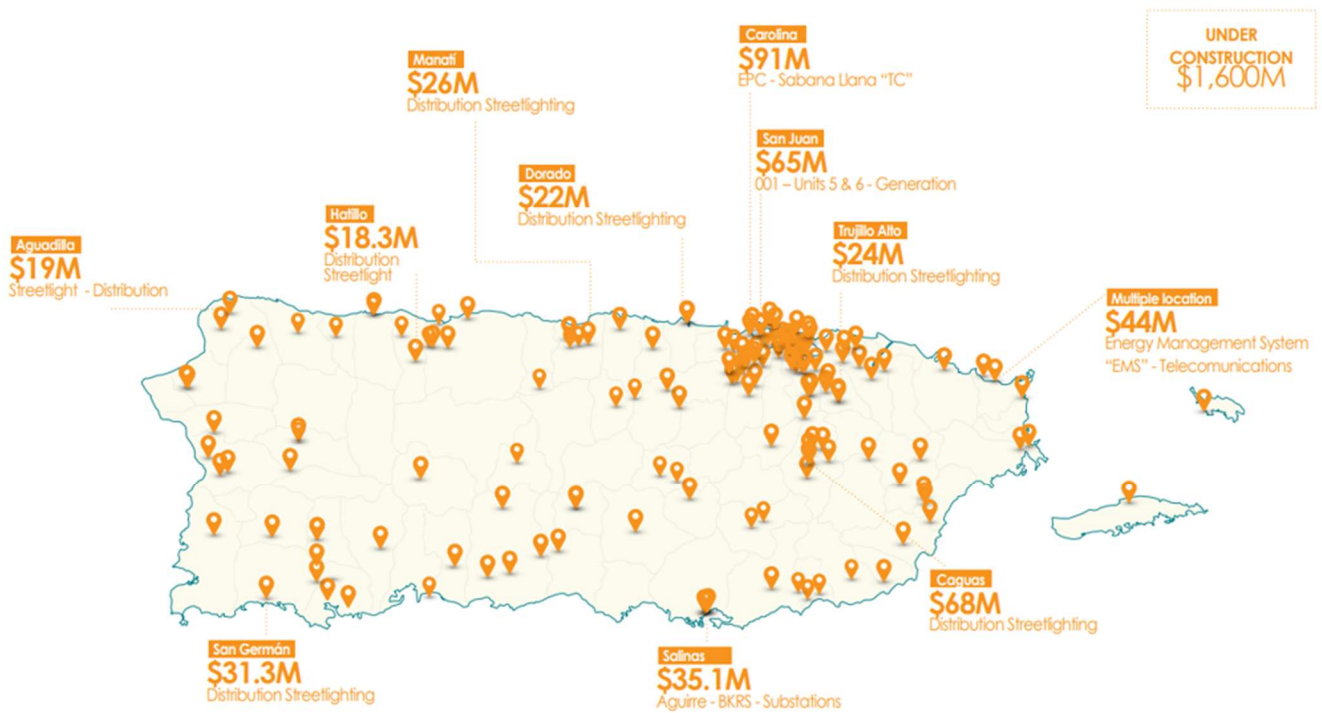 Carolina
$91M
EPC - Sabana Llana “TC”
UNDER
CONSTRUCTION
$1,600M
Manatí
$26M
Distribution Streetlighting
San Juan
$65M
001 – Units 5 & 6 - Generation
Dorado
$22M
Distribution Streetlighting
Hatillo
$18.3M
Distribution
Streetlight
Trujillo Alto
$24M
Distribution Streetlighting
Aguadilla
$19M
Streetlight - Distribution
Multiple location
$44M
Energy Management System
“EMS” - Telecomunications
Caguas
$68M
Distribution Streetlighting
San Germán
$31.3M
Distribution Streetlighting
Salinas
$35.1M
Aguirre - BKRS - Substations